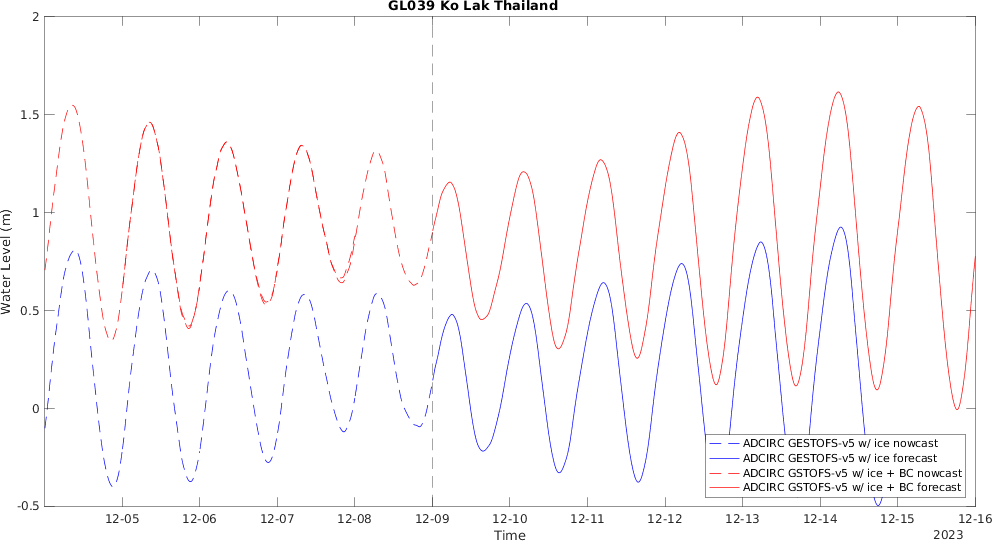 GL039 Ko Lak Thailand
2
1.5
1
0.5
0
-0.5
Water Level (m)
ADCIRC GESTOFS-v5 w/ ice nowcast
ADCIRC GESTOFS-v5 w/ ice forecast
ADCIRC GSTOFS-v5 w/ ice + BC nowcast
ADCIRC GSTOFS-v5 w/ ice + BC forecast
12-05 12-06 12-07 12-08 12-09 12-10 12-11 12-12 12-13 12-14 12-15 12-16
Time
2023